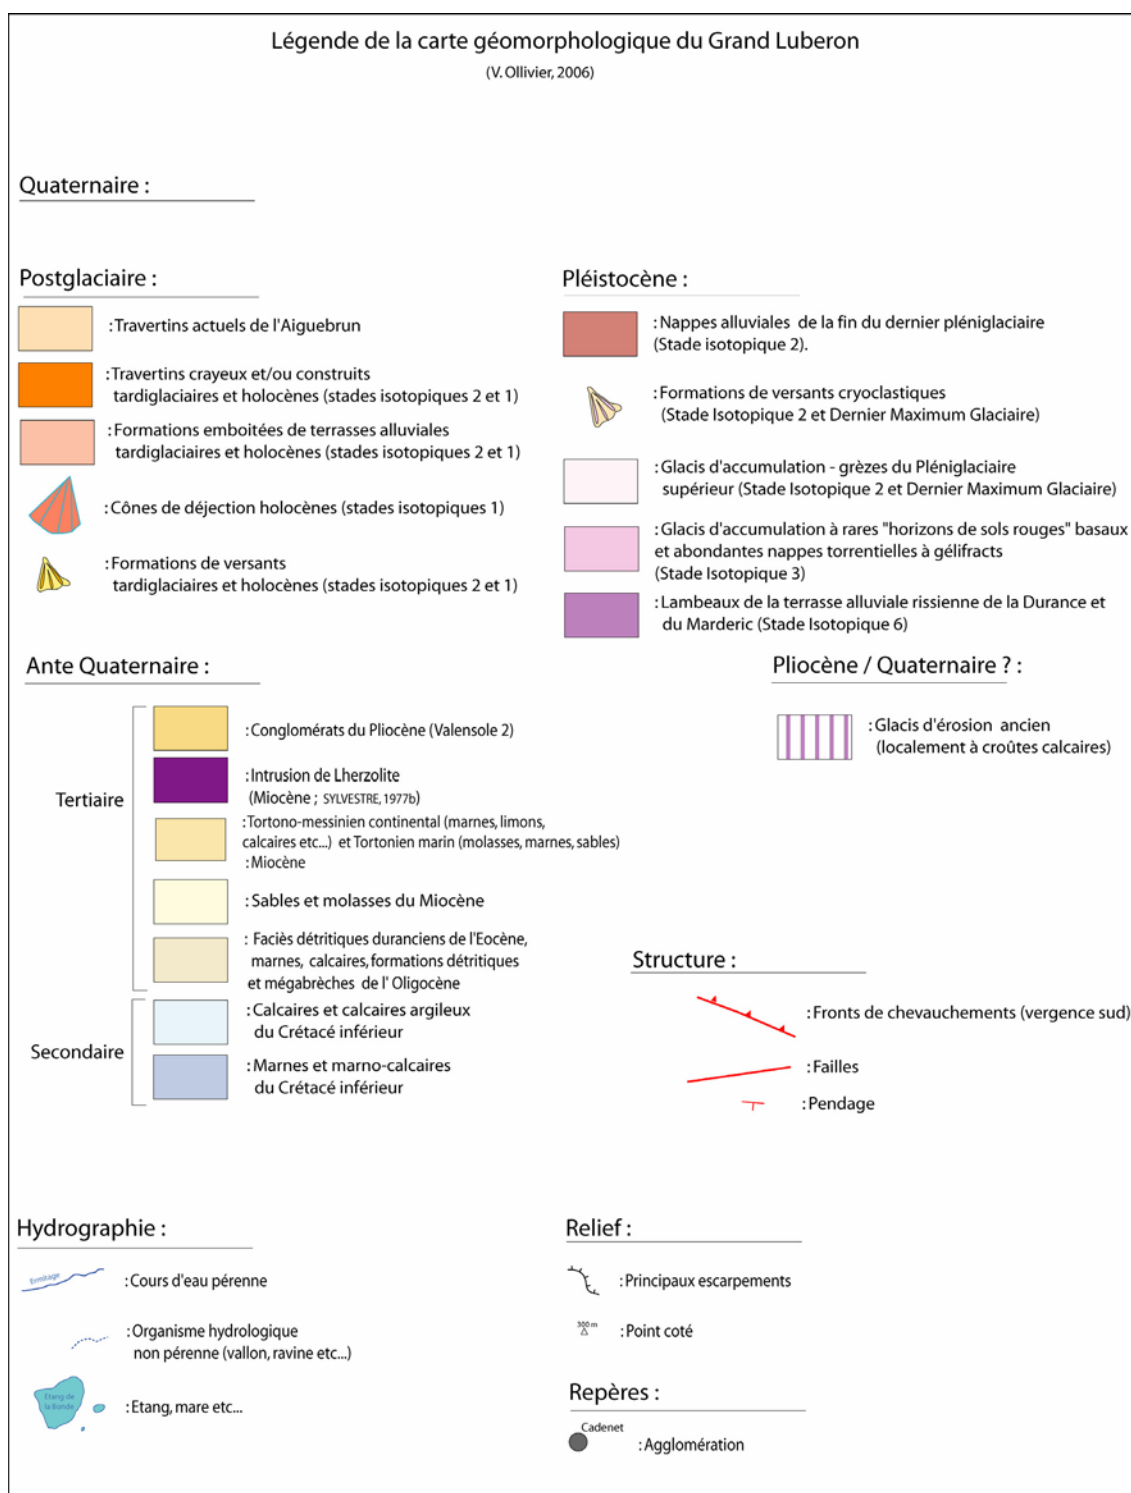 Légende de la carte géomorphologique du Grand Luberon
(V. Ollivier, 2006)
Quaternaire :
Postglaciaire :
: Travertins actuels de l'Aiguebrun
: Travertins crayeux et/ou construits
tardiglaciaires et holocènes (stades isotopiques 2 et 1)
: Formations emboitées de terrasses alluviales
tardiglaciaires et holocènes (stades isotopiques 2 et 1)
: Cônes de déjection holocènes (stades isotopiques 1)
: Formations de versants
tardiglaciaires et holocènes (stades isotopiques 2 et 1)
Pléistocène :
: Nappes alluviales de la fin du dernier pléniglaciaire
(Stade isotopique 2).
: Formations de versants cryoclastiques
(Stade Isotopique 2 et Dernier Maximum Glaciaire)
: Glacis d'accumulation - grèzes du Pléniglaciaire
supérieur (Stade Isotopique 2 et Dernier Maximum Glaciaire)
: Glacis d'accumulation à rares "horizons de sols rouges" basaux
et abondantes nappes torrentielles à gélifracts
(Stade Isotopique 3)
: Lambeaux de la terrasse alluviale rissienne de la Durance et
du Marderic (Stade Isotopique 6)
Ante Quaternaire :
Tertiaire
: Conglomérats du Pliocène (Valensole 2)
: Intrusion de Lherzolite
(Miocène ; SYLVESTRE, 1977b)
: Tortono-messinien continental (marnes, limons,
calcaires etc...) et Tortonien marin (molasses, marnes, sables)
: Miocène
: Sables et molasses du Miocène
: Faciès détritiques duranciens de l'Eocène,
marnes, calcaires, formations détritiques
et mégabrèches de l' Oligocène
Secondaire
: Calcaires et calcaires argileux
du Crétacé inférieur
: Marnes et marno-calcaires
du Crétacé inférieur
Pliocène / Quaternaire ? :
: Glacis d'érosion ancien
(localement à croûtes calcaires)
Structure :
: Fronts de chevauchements (vergence sud)
: Failles
: Pendage
Hydrographie :
Ermitage
: Cours d'eau pérenne
: Organisme hydrologique
non pérenne (vallon, ravine etc...)
Etang de
la Bonde
: Etang, mare etc...
Relief :
: Principaux escarpements
300 m
: Point coté
Repères :
Cadenet
: Agglomération